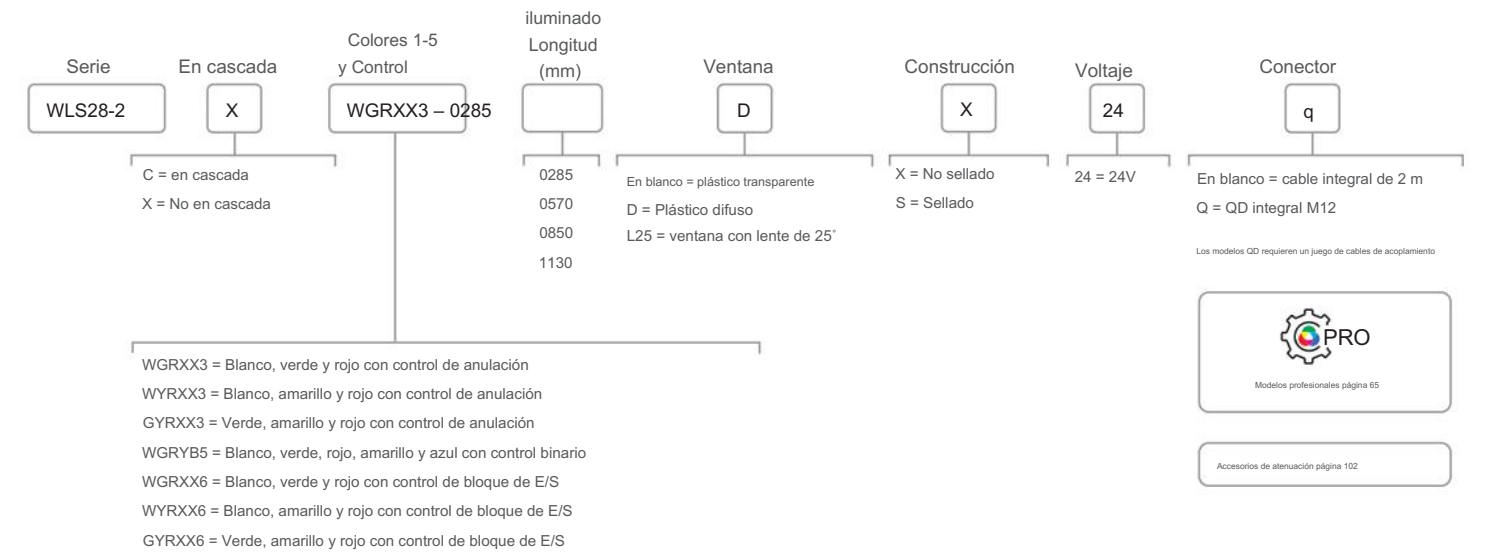 Serie
En cascada
Colores 1-5
y Control
iluminado
Longitud
(mm)
Ventana
Construcción
Voltaje
Conector
WLS28-2
X
WGRXX3 – 0285
D
X
24
q
C = en cascada
X = No en cascada
0285
0570
0850
1130
En blanco = plástico transparente
D = Plástico difuso
L25 = ventana con lente de 25°
X = No sellado
S = Sellado
24 = 24V
En blanco = cable integral de 2 m
Q = QD integral M12
Los modelos QD requieren un juego de cables de acoplamiento
PRO
Modelos profesionales página 65
Accesorios de atenuación página 102
WGRXX3 = Blanco, verde y rojo con control de anulación
WYRXX3 = Blanco, amarillo y rojo con control de anulación
GYRXX3 = Verde, amarillo y rojo con control de anulación
WGRYB5 = Blanco, verde, rojo, amarillo y azul con control binario
WGRXX6 = Blanco, verde y rojo con control de bloque de E/S
WYRXX6 = Blanco, amarillo y rojo con control de bloque de E/S
GYRXX6 = Verde, amarillo y rojo con control de bloque de E/S